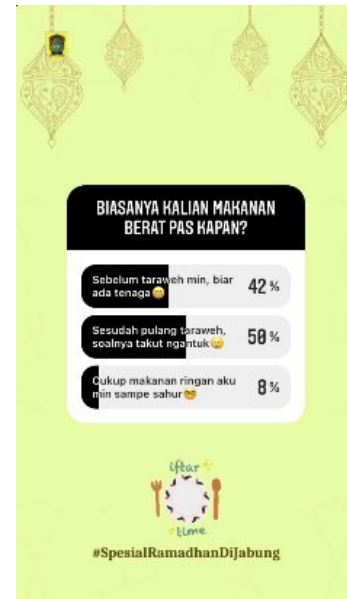 BIASANYA KALIAN MAKANAN
BERAT PAS KAPAN?
Sebelum taraweh min, biar
ada tenaga😁
42%
Sesudah pulang taraweh,
soalnya takut ngantuk😪
50%
Cukup makanan ringan aku
min sampe sahur🤓
8%
iftar
time
#SpesialRamadhanDiJabung